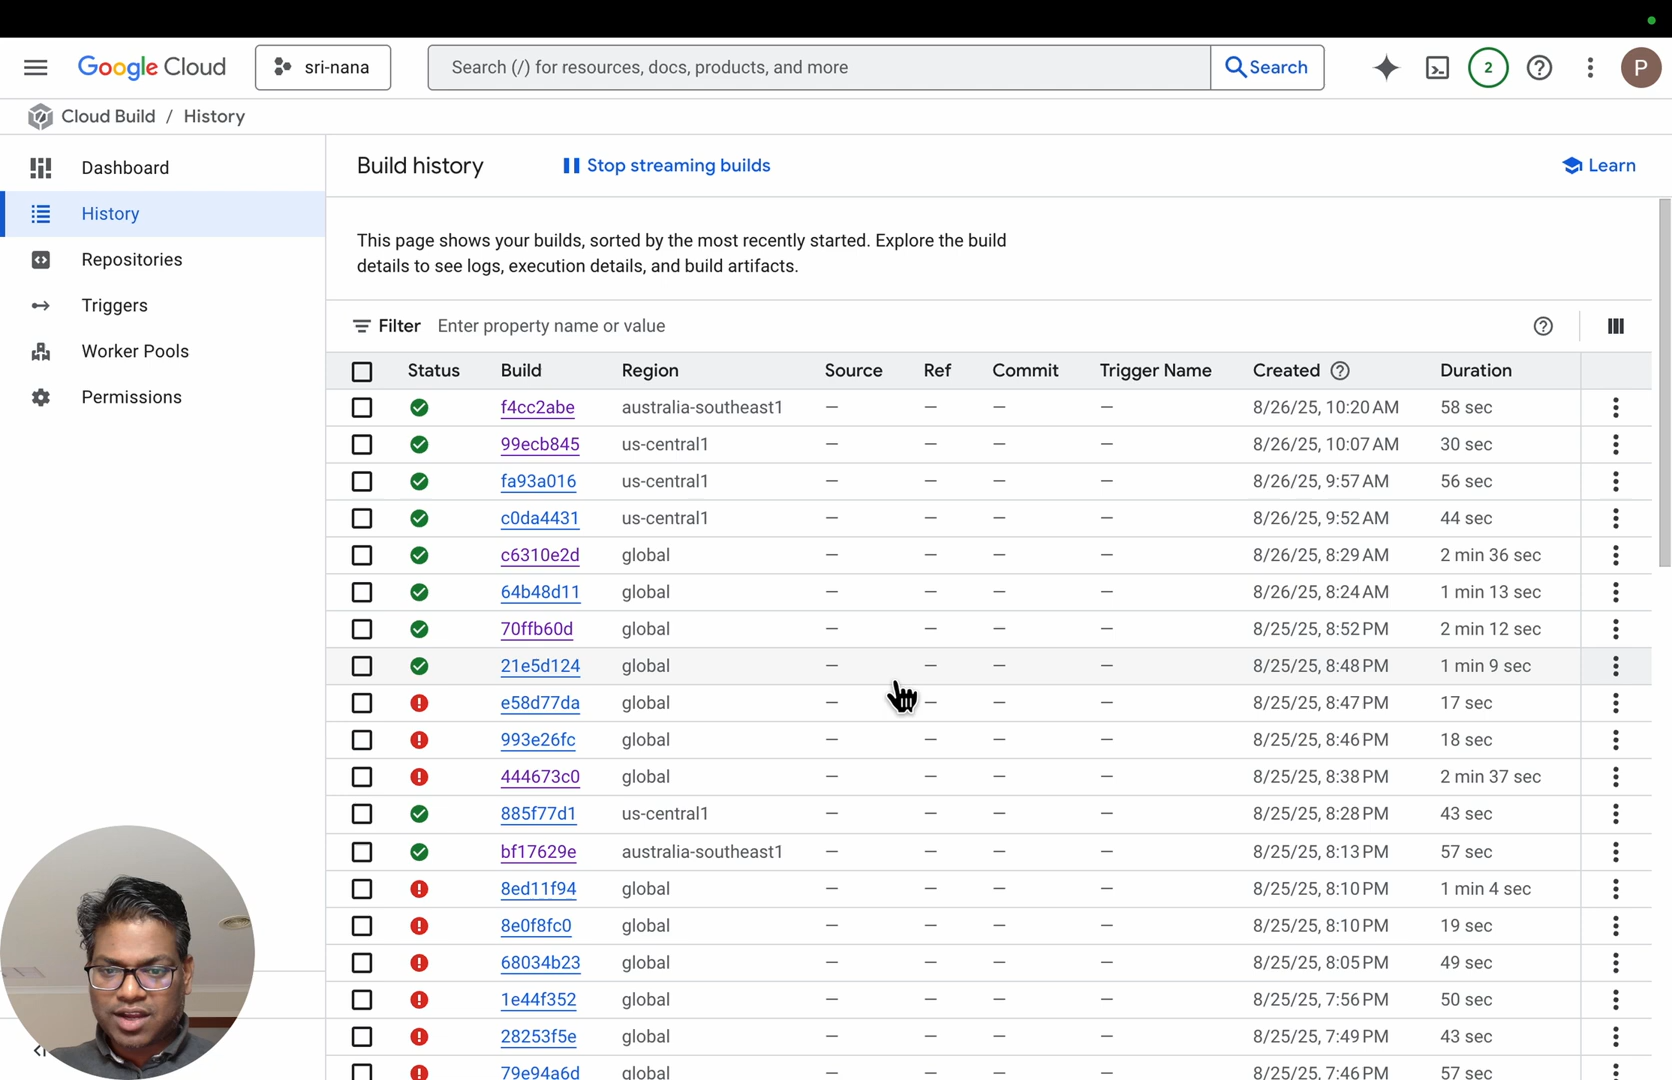 Google Cloud
sri-nana
Search (/) for resources, docs, products, and more
Search
2
P
Cloud Build / History
Dashboard
History
Repositories
Triggers
Worker Pools
Permissions
Build history
Stop streaming builds
Learn
This page shows your builds, sorted by the most recently started. Explore the build
details to see logs, execution details, and build artifacts.
Filter Enter property name or value
Status Build Region Source Ref Commit Trigger Name Created Duration
f4cc2abe australia-southeast1 — — — — 8/26/25, 10:20 AM 58 sec
99ecb845 us-central1 — — — — 8/26/25, 10:07 AM 30 sec
fa93a016 us-central1 — — — — 8/26/25, 9:57 AM 56 sec
c0da4431 us-central1 — — — — 8/26/25, 9:52 AM 44 sec
c6310e2d global — — — — 8/26/25, 8:29 AM 2 min 36 sec
64b48d11 global — — — — 8/26/25, 8:24 AM 1 min 13 sec
70ffb60d global — — — — 8/25/25, 8:52 PM 2 min 12 sec
21e5d124 global — — — — 8/25/25, 8:48 PM 1 min 9 sec
e58d77da global — — — — 8/25/25, 8:47 PM 17 sec
993e26fc global — — — — 8/25/25, 8:46 PM 18 sec
444673c0 global — — — — 8/25/25, 8:38 PM 2 min 37 sec
885f77d1 us-central1 — — — — 8/25/25, 8:28 PM 43 sec
bf17629e australia-southeast1 — — — — 8/25/25, 8:13 PM 57 sec
8ed11f94 global — — — — 8/25/25, 8:10 PM 1 min 4 sec
8e0f8fc0 global — — — — 8/25/25, 8:10 PM 19 sec
68034b23 global — — — — 8/25/25, 8:05 PM 49 sec
1e44f352 global — — — — 8/25/25, 7:56 PM 50 sec
28253f5e global — — — — 8/25/25, 7:49 PM 43 sec
79e94a6d global — — — — 8/25/25, 7:46 PM 57 sec